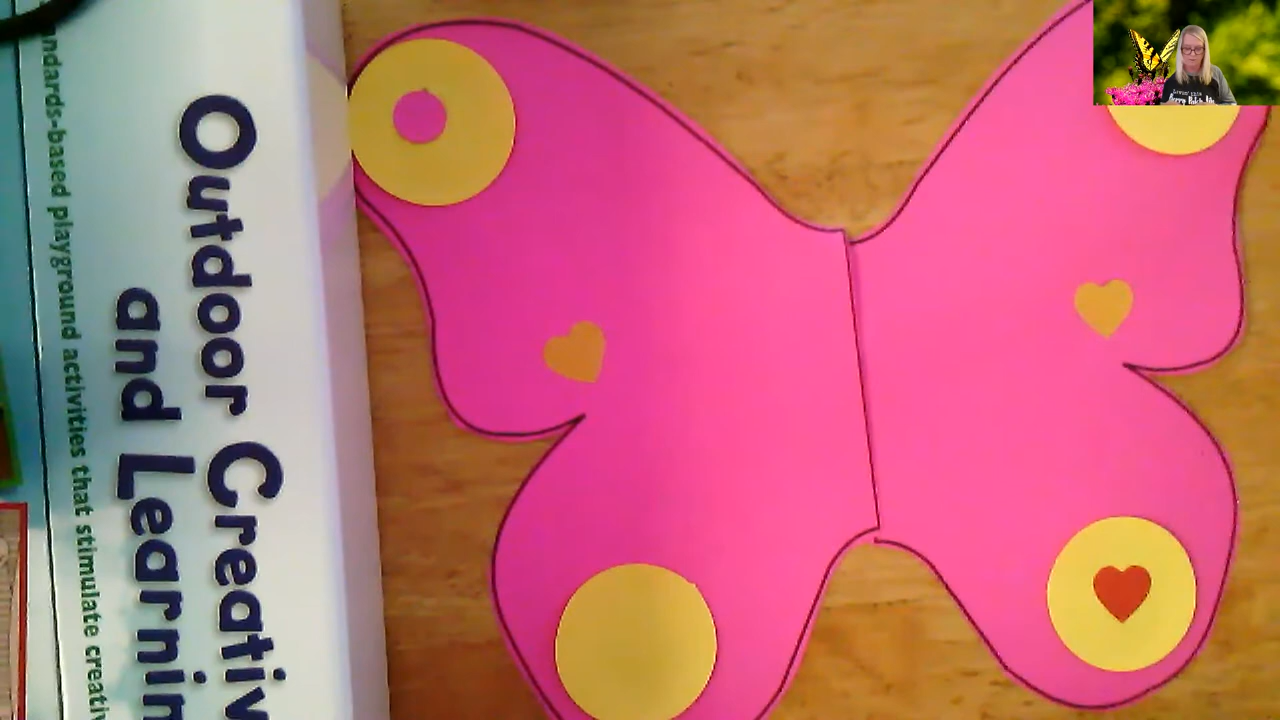 Outdoor Creativ
and Learnin
ndards-based playground activities that stimulate creativ